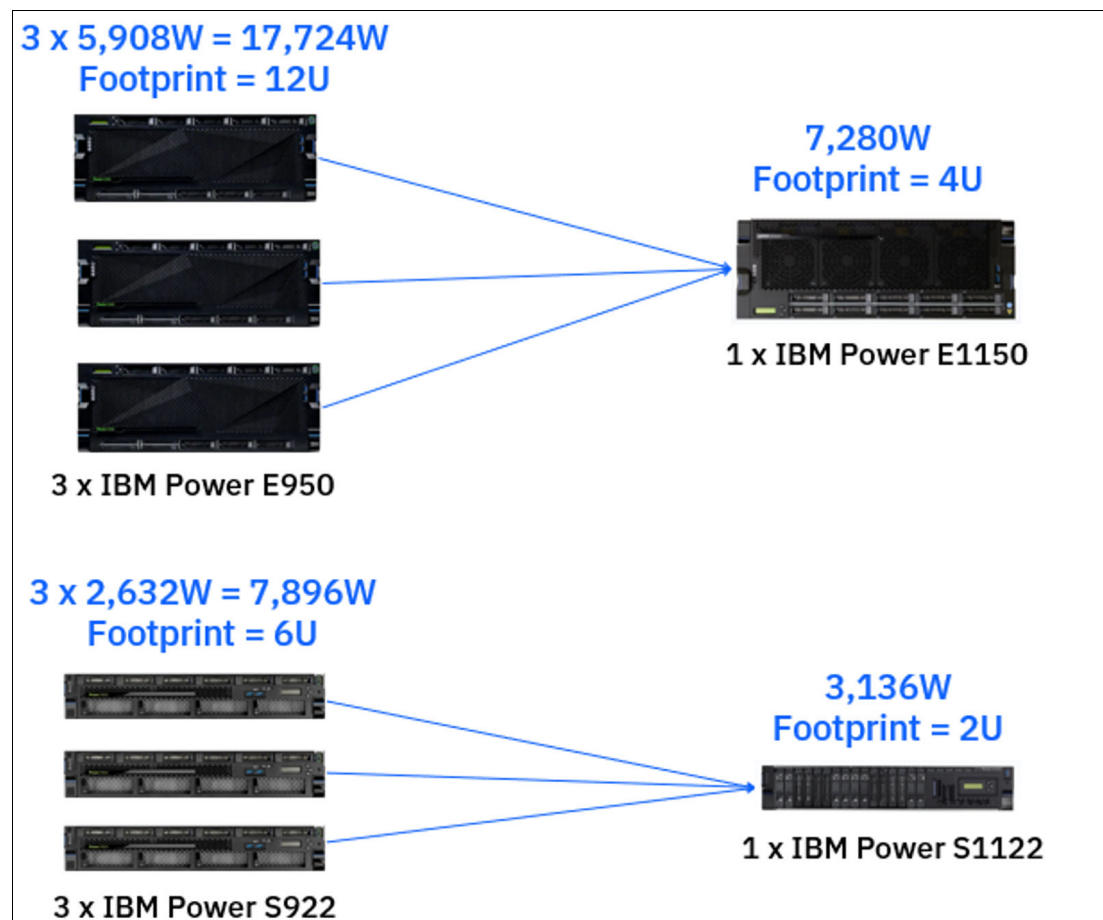 3 x 5,908W = 17,724W
Footprint = 12U
7,280W
Footprint = 4U
1 x IBM Power E1150
3 x IBM Power E950
3 x 2,632W = 7,896W
Footprint = 6U
3,136W
Footprint = 2U
1 x IBM Power S1122
3 x IBM Power S922